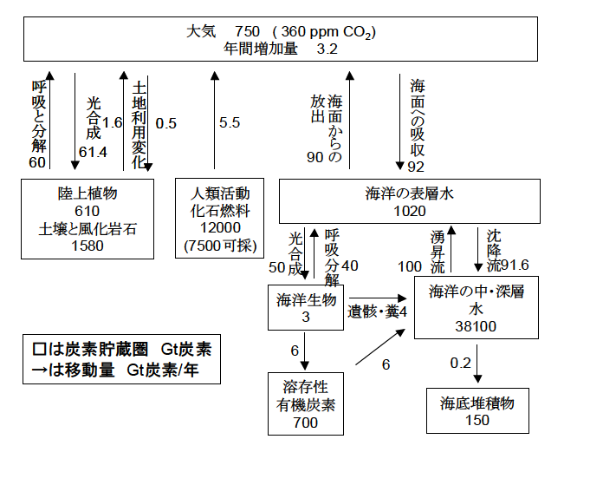 大気　750　( 360 ppm CO₂)
年間増加量　3.2
呼吸と分解
60
光合成
61.4
1.6
土地利用変化
0.5
5.5
海面からの
放出
90
海面への吸収
92
陸上植物
610
土壌と風化岩石
1580
人類活動
化石燃料
12000
(7500可採)
海洋の表層水
1020
光合成
50
呼吸分解
40
湧昇流
100
沈降流
91.6
海洋生物
3
遺骸・糞4
海洋の中・深層
水
38100
6
6
0.2
溶存性
有機炭素
700
海底堆積物
150
口は炭素貯蔵圏　Gt炭素
→は移動量　Gt炭素/年